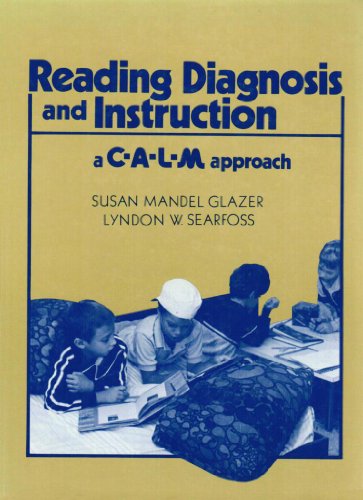 Reading Diagnosis
and Instruction
a C-A-L-M approach
SUSAN MANDEL GLAZER
LYNDON W. SEARFOSS